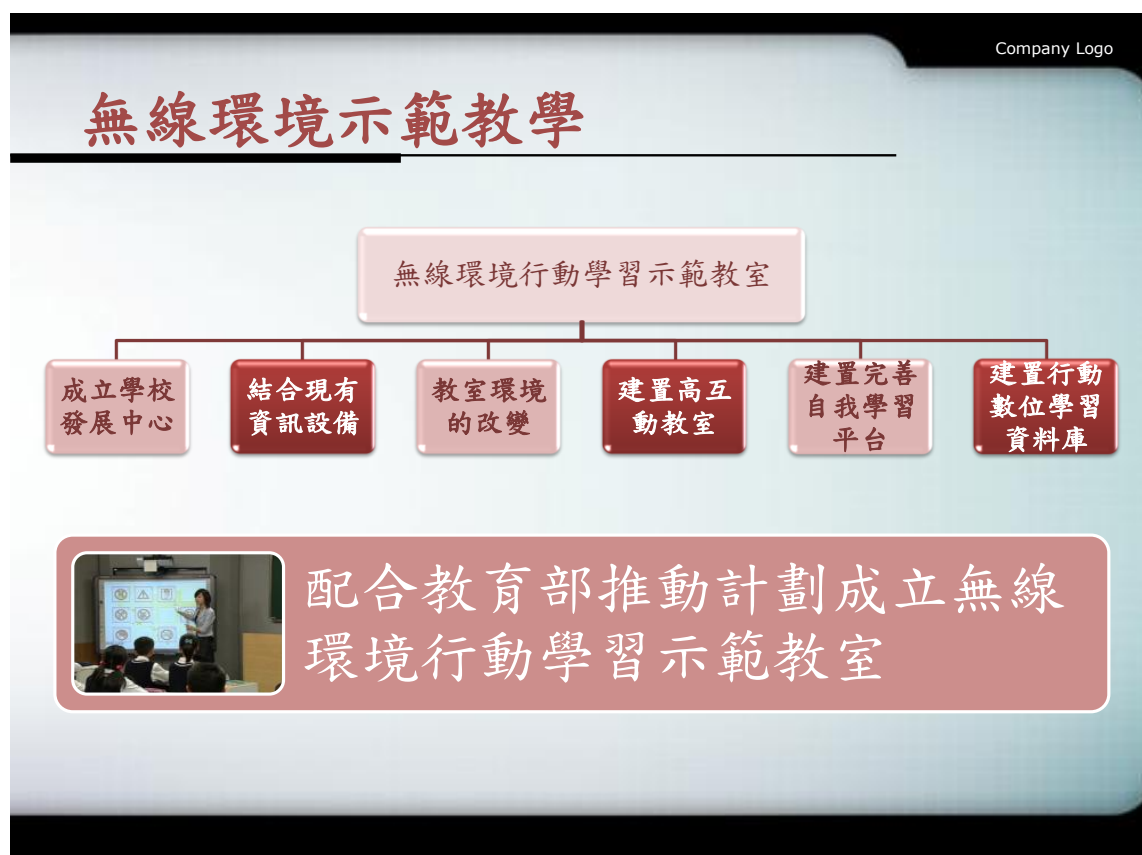 Company Logo
無線環境示範教學
無線環境行動學習示範教室
成立學校
發展中心
結合現有
資訊設備
教室環境
的改變
建置高互
動教室
建置完善
自我學習
平台
建置行動
數位學習
資料庫
配合教育部推動計劃成立無線
環境行動學習示範教室